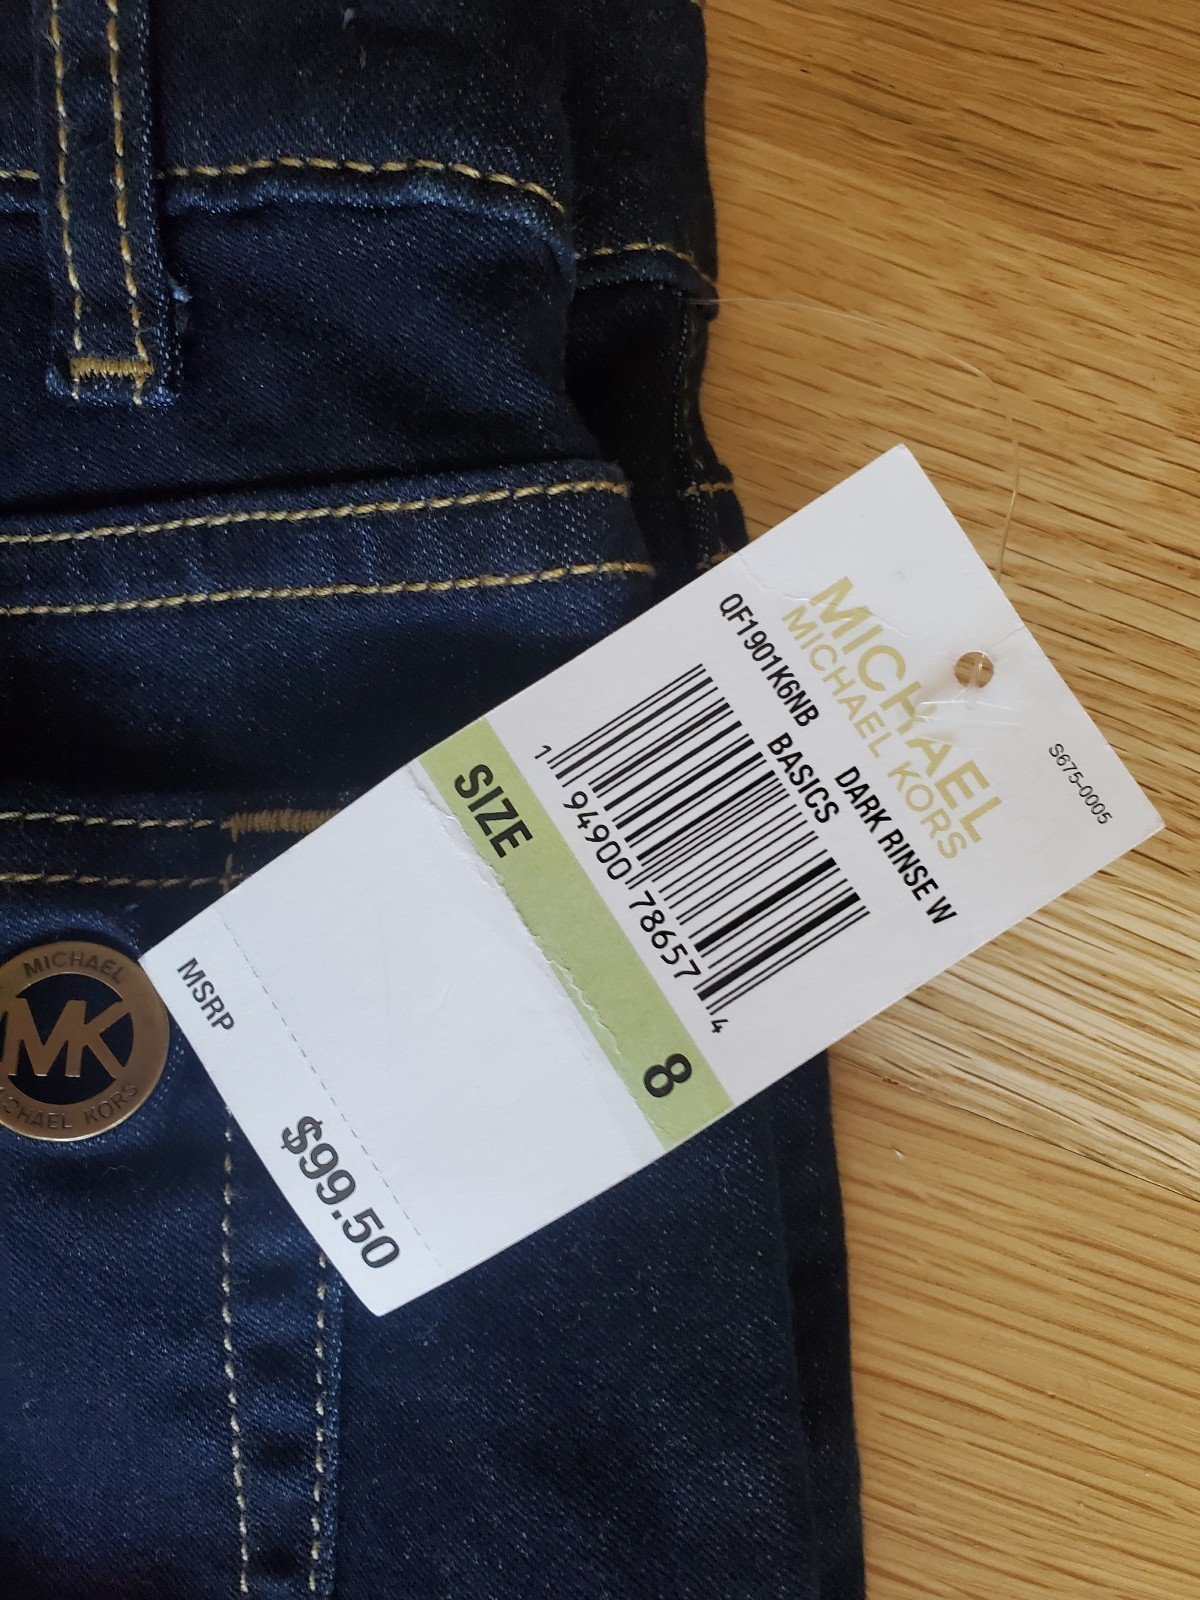 S675-0005
MICHAEL
MICHAEL KORS
QF1901K6NB DARK RINSE W
BASICS
1 94900 78657 4
SIZE 8
MSRP
$99.50
MICHAEL
MK
MICHAEL KORS